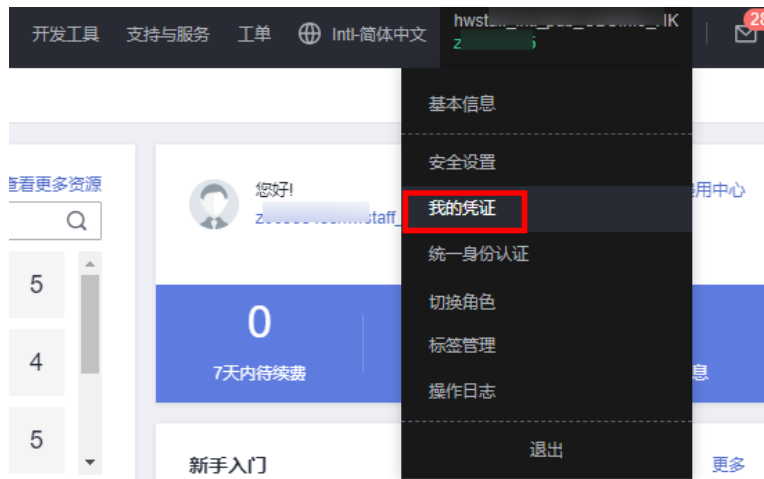 开发工具 支持与服务 工单 Intl-简体中文
28
基本信息
查看更多资源
您好!
安全设置
用中心
我的凭证
统一身份认证
5
切换角色
0
标签管理
4
7天内待续费
息
操作日志
5
退出
新手入门
更多